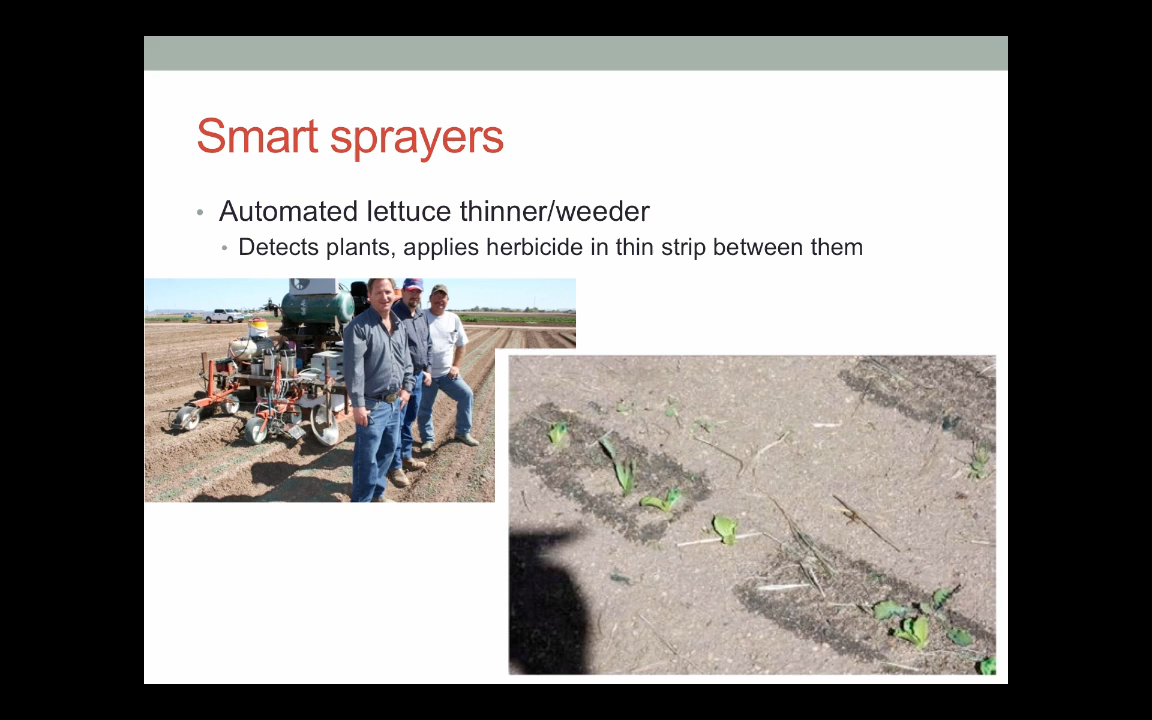 Smart sprayers
Automated lettuce thinner/weeder
Detects plants, applies herbicide in thin strip between them